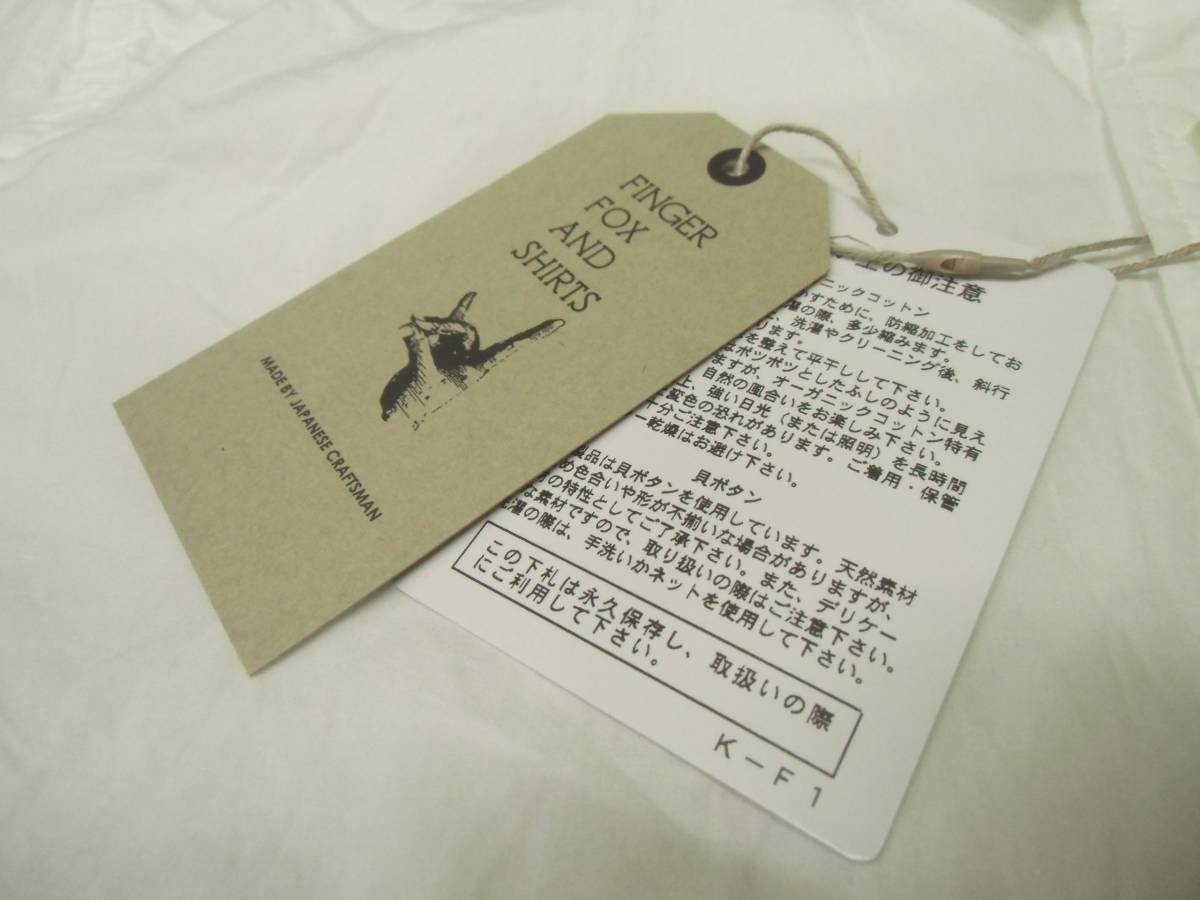 FINGER
FOX
AND
SHIRTS
MADE BY JAPANESE CRAFTSMAN
の御注意
ニックコットン
すために、防縮加工をしてお
濯の際、多少縮みます。
ります。
洗濯やクリーニング後、斜行
を整えて平干しして下さい。
はポツポツとしたふしのように見え
ますが、オーガニックコットン特有
自然の風合いをお楽しみ下さい。
強い日光(または照明)を長時間
変色の恐れがあります。ご着用・保管
十分ご注意下さい。
ー乾燥はお避け下さい。
貝ボタン
製品は貝ボタンを使用しています。天然素材
め色合いや形が不揃いな場合がありますが、
の特性としてご了承下さい。また、デリケー
な素材ですので、取り扱いの際はご注意下さい。
濯の際は、手洗いかネットを使用して下さい。
この下札は永久保存し、取扱いの際
にご利用して下さい。
K-F1